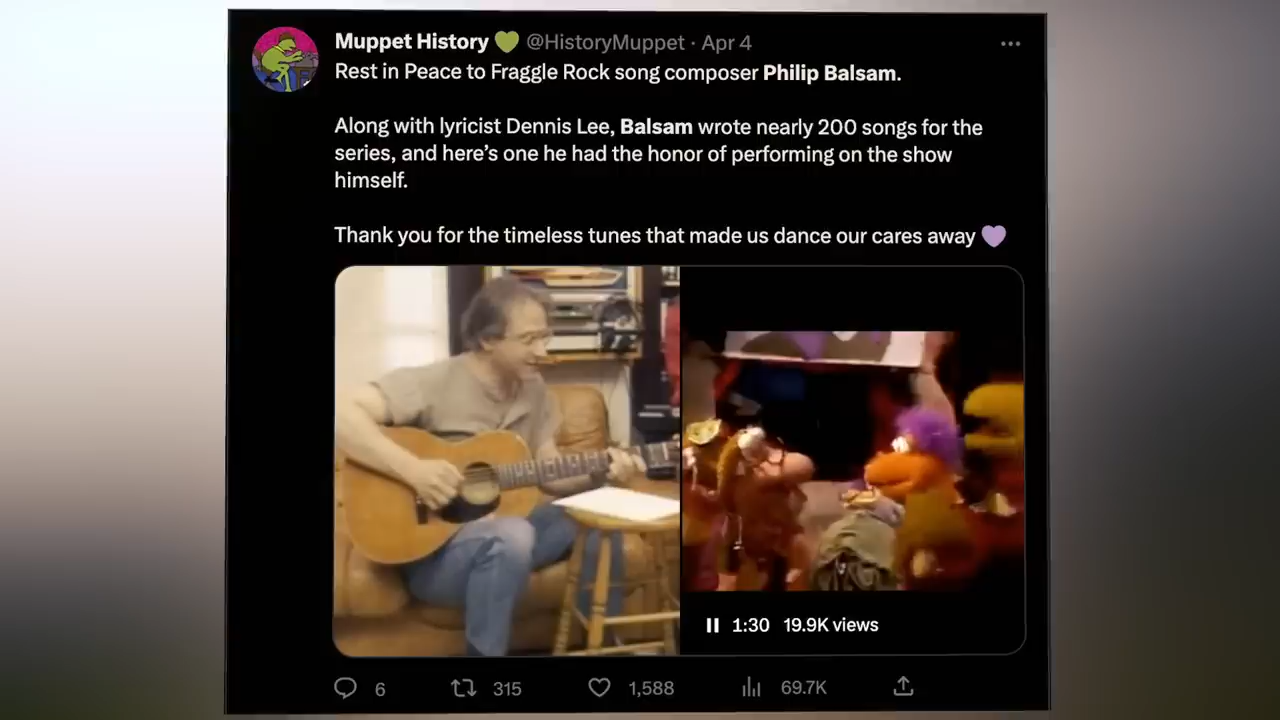 Muppet History 💚 @HistoryMuppet · Apr 4
Rest in Peace to Fraggle Rock song composer Philip Balsam.
Along with lyricist Dennis Lee, Balsam wrote nearly 200 songs for the
series, and here's one he had the honor of performing on the show
himself.
Thank you for the timeless tunes that made us dance our cares away 💜
1:30 19.9K views
6 315 1,588 69.7K